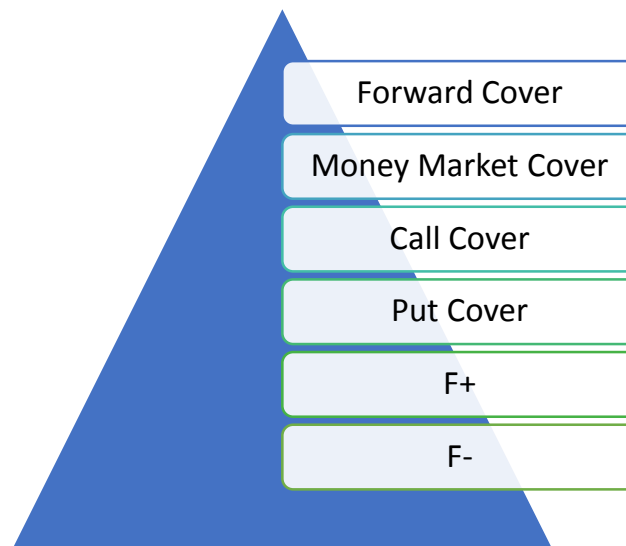 Forward Cover
Money Market Cover
Call Cover
Put Cover
F+
F-